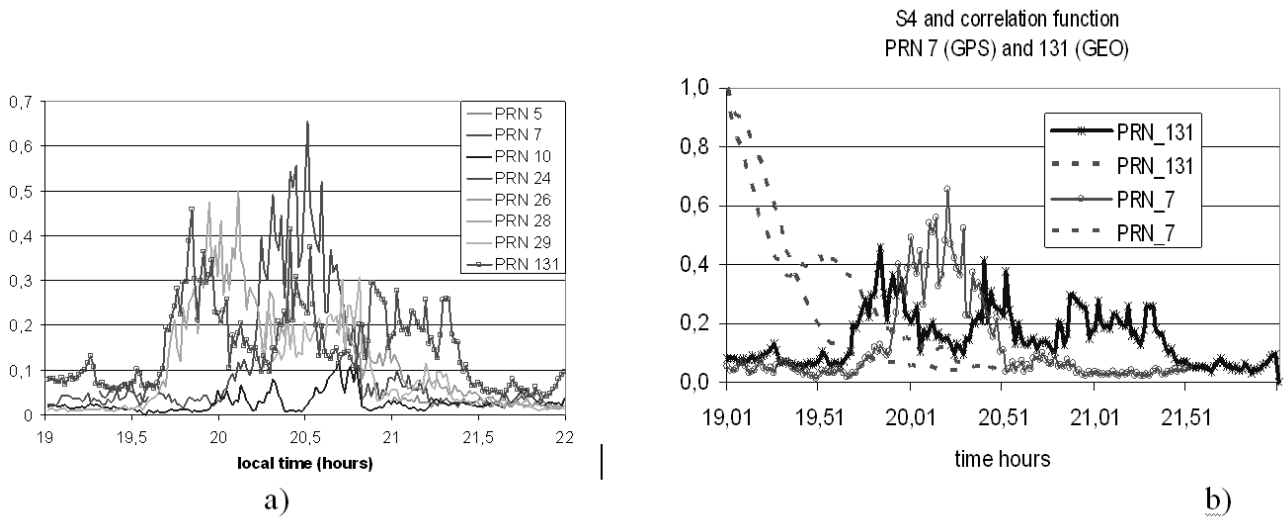 0,7
0,6
0,5
0,4
0,3
0,2
0,1
0
PRN 5
PRN 7
PRN 10
PRN 24
PRN 26
PRN 28
PRN 29
PRN 131
19 19,5 20 20,5 21 21,5 22
local time (hours)
a)
S4 and correlation function
PRN 7 (GPS) and 131 (GEO)
1,0
0,8
0,6
0,4
0,2
0,0
PRN_131
PRN_131
PRN_7
PRN_7
19,01 19,51 20,01 20,51 21,01 21,51
time hours
b)